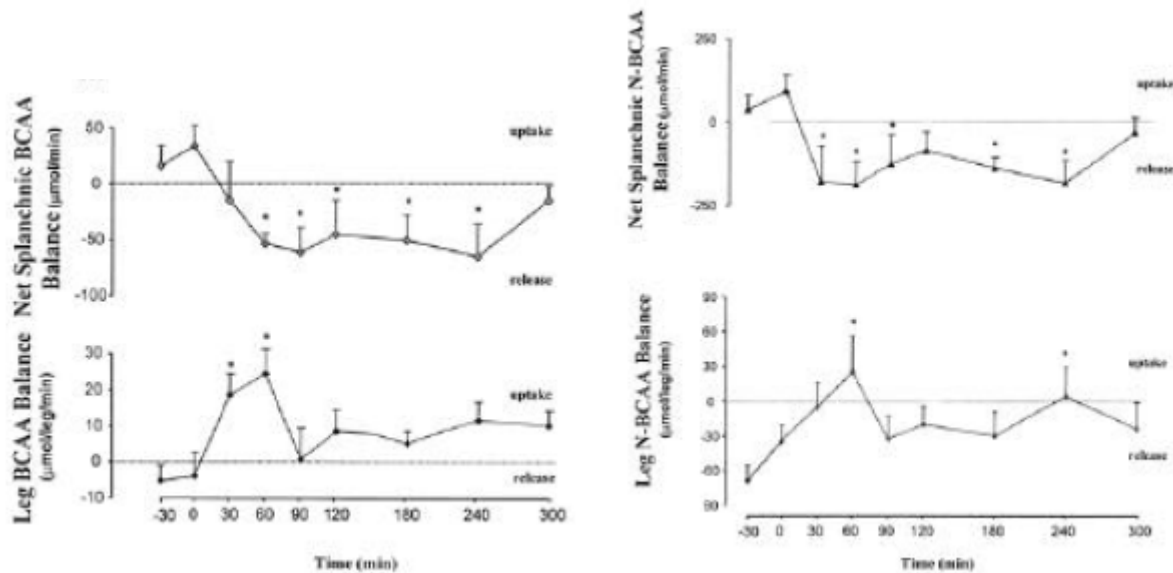 Net Splanchnic BCAA
Balance (μmol/min)
50
0
-50
-100
uptake
release
Leg BCAA Balance
(μmol/leg/min)
30
20
10
0
-10
uptake
release
-30 0 30 60 90 120 180 240 300
Time (min)
Net Splanchnic N-BCAA
Balance (μmol/min)
250
0
-250
uptake
release
Leg N-BCAA Balance
(μmol/leg/min)
90
60
30
0
-30
-60
90
uptake
release
-30 0 30 60 90 120 180 240 300
Time (min)